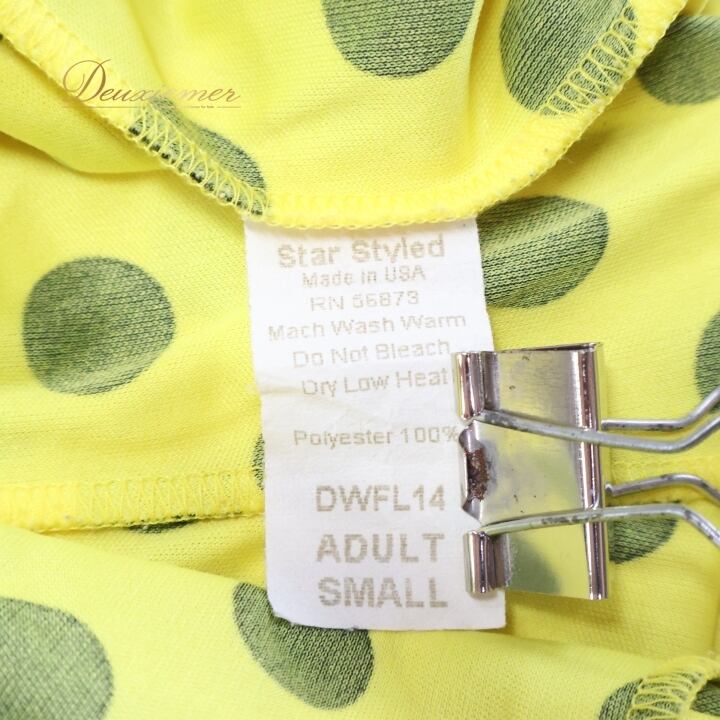 Deuxiemer
Star Styled
Made in USA
RN 56873
Mach Wash Warm
Do Not Bleach
Dry Low Heat
Polyester 100%
DWFL14
ADULT
SMALL